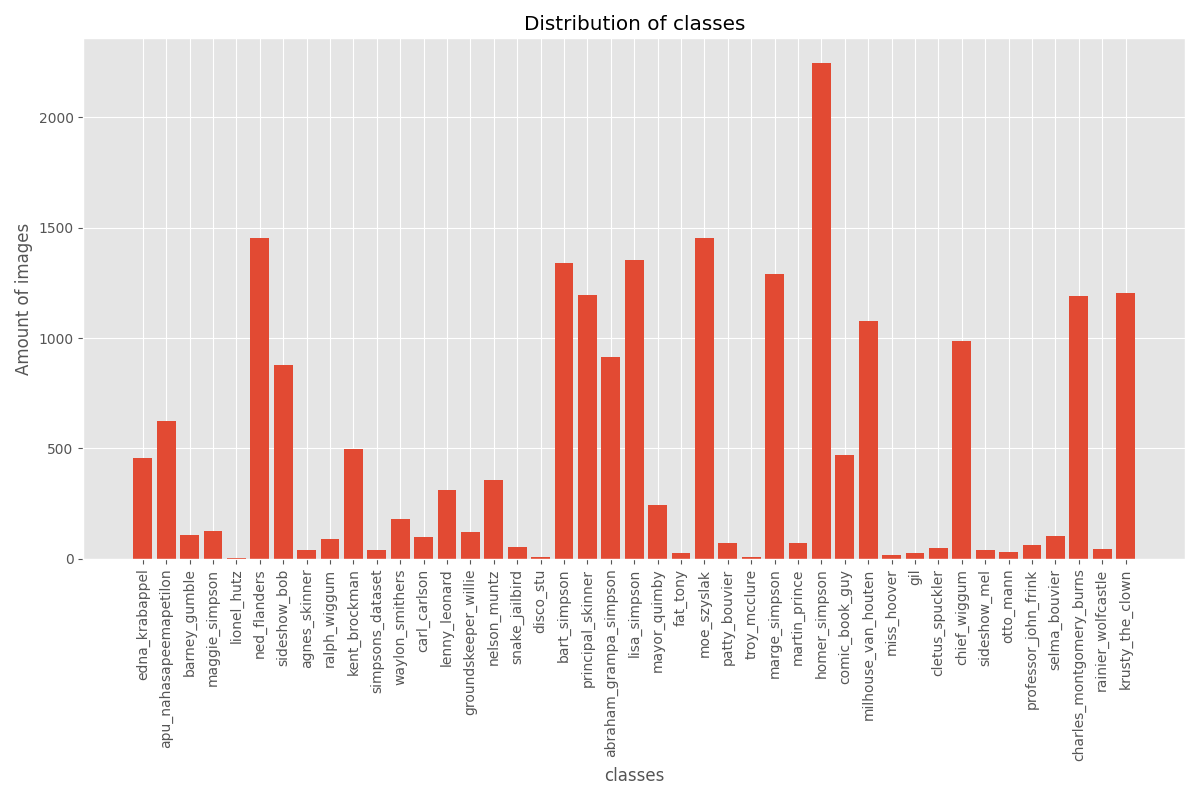 Distribution of classes
Amount of images
2000
1500
1000
500
0
edna_krabappel
apu_nahasapeemapetilon
barney_gumble
maggie_simpson
lionel_hutz
ned_flanders
sideshow_bob
agnes_skinner
ralph_wiggum
kent_brockman
simpsons_dataset
waylon_smithers
carl_carlson
lenny_leonard
groundskeeper_willie
nelson_muntz
snake_jailbird
disco_stu
bart_simpson
principal_skinner
abraham_grampa_simpson
lisa_simpson
mayor_quimby
fat_tony
moe_szyslak
patty_bouvier
troy_mcclure
marge_simpson
martin_prince
homer_simpson
comic_book_guy
milhouse_van_houten
miss_hoover
gil
cletus_spuckler
chief_wiggum
sideshow_mel
otto_mann
professor_john_frink
selma_bouvier
charles_montgomery_burns
rainier_wolfcastle
krusty_the_clown
classes